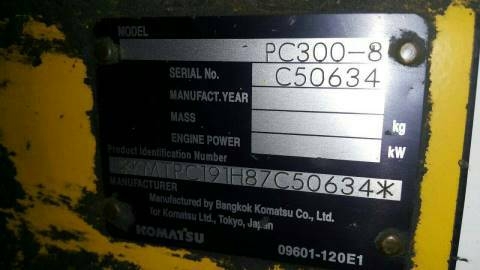 MODEL
PC300-8
SERIAL No. C50634
MANUFACT.YEAR
MASS kg
ENGINE POWER kW
Product Identification Number
MANUFACTURER
Manufactured by Bangkok Komatsu Co., Ltd.
for Komatsu Ltd., Tokyo, Japan
KOMATSU 09601-120E1